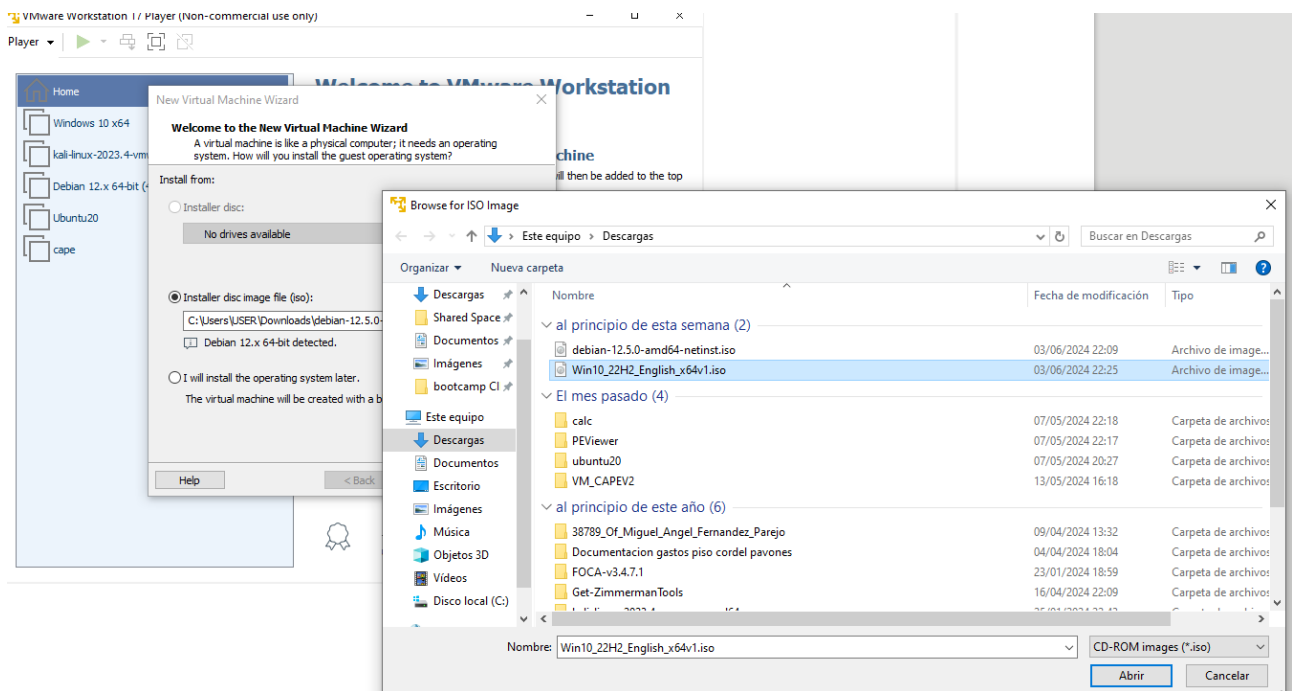 VMware Workstation 17 Player (Non-commercial use only)
Player
Home
Windows 10 x64
kali-linux-2023.4-vm
Debian 12.x 64-bit (
Ubuntu20
cape
Welcome to VMware Workstation
chine
ill then be added to the top
New Virtual Machine Wizard
Welcome to the New Virtual Machine Wizard
A virtual machine is like a physical computer; it needs an operating
system. How will you install the guest operating system?
Install from:
Installer disc:
No drives available
Installer disc image file (iso):
C:\Users\USER\Downloads\debian-12.5.0-
Debian 12.x 64-bit detected.
I will install the operating system later.
The virtual machine will be created with a b
Help
< Back
Browse for ISO Image
Este equipo > Descargas
Buscar en Descargas
Organizar
Nueva carpeta
Descargas
Shared Space
Documentos
Imágenes
bootcamp CI
Este equipo
Descargas
Documentos
Escritorio
Imágenes
Música
Objetos 3D
Vídeos
Disco local (C:)
Nombre Fecha de modificación Tipo
al principio de esta semana (2)
debian-12.5.0-amd64-netinst.iso 03/06/2024 22:09 Archivo de image...
Win10_22H2_English_x64v1.iso 03/06/2024 22:25 Archivo de image...
El mes pasado (4)
calc 07/05/2024 22:18 Carpeta de archivos
PEViewer 07/05/2024 22:17 Carpeta de archivos
ubuntu20 07/05/2024 20:27 Carpeta de archivos
VM_CAPEV2 13/05/2024 16:18 Carpeta de archivos
al principio de este año (6)
38789_Of_Miguel_Angel_Fernandez_Parejo 09/04/2024 13:32 Carpeta de archivos
Documentacion gastos piso cordel pavones 04/04/2024 18:04 Carpeta de archivos
FOCA-v3.4.7.1 23/01/2024 18:59 Carpeta de archivos
Get-ZimmermanTools 16/04/2024 22:09 Carpeta de archivos
Nombre: Win10_22H2_English_x64v1.iso
CD-ROM images (*.iso)
Abrir
Cancelar